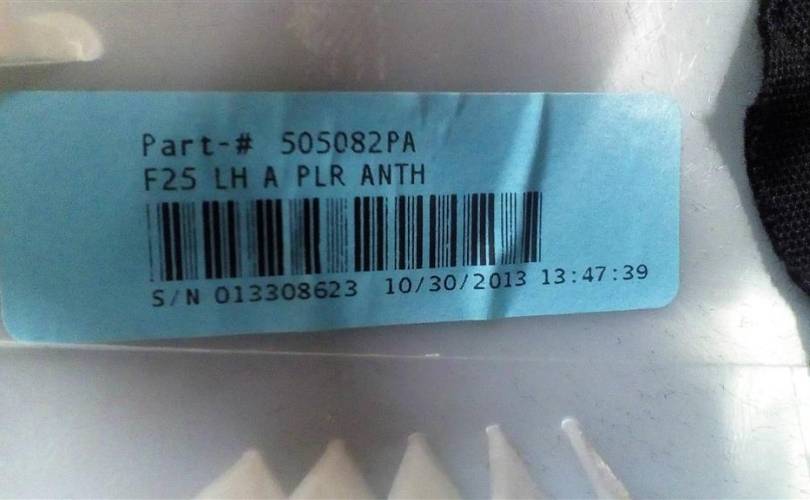 Part-# 505082PA
F25 LH A PLR ANTH
S/N 013308623 10/30/2013 13:47:39